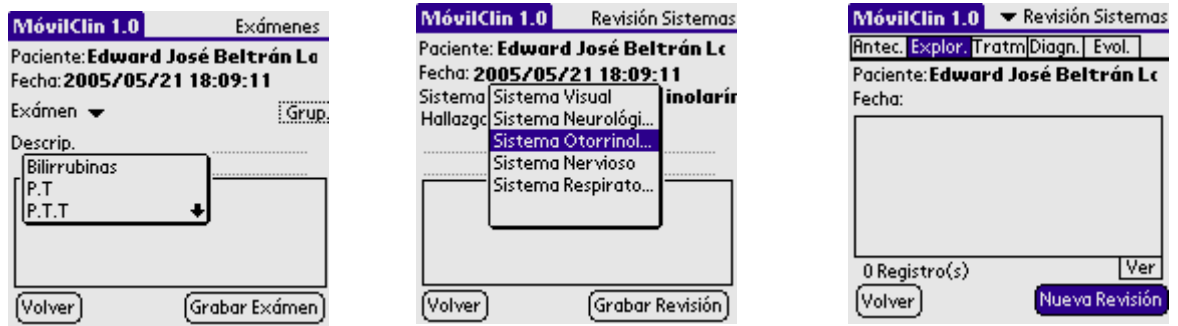 MóvilClin 1.0 Exámenes
Paciente: Edward José Beltrán Lo
Fecha: 2005/05/21 18:09:11
Exámen Grup.
Descrip.
Bilirrubinas
P.T
P.T.T
Volver Grabar Exámen
MóvilClin 1.0 Revisión Sistemas
Paciente: Edward José Beltrán Lo
Fecha: 2005/05/21 18:09:11
Sistema Sistema Visual inolarin
Hallazgo Sistema Neurológi...
Sistema Otorrinol...
Sistema Nervioso
Sistema Respirato...
Volver Grabar Revisión
MóvilClin 1.0 Revisión Sistemas
Antec. Explor. Tratm Diagn. Evol.
Paciente: Edward José Beltrán Lo
Fecha:
0 Registro(s) Ver
Volver Nueva Revisión